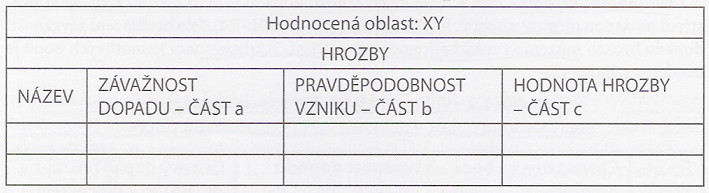 Hodnocená oblast: XY
HROZBY
NÁZEV
ZÁVAŽNOST
DOPADU – ČÁST a
PRAVDĚPODOBNOST
VZNIKU – ČÁST b
HODNOTA HROZBY
– ČÁST c